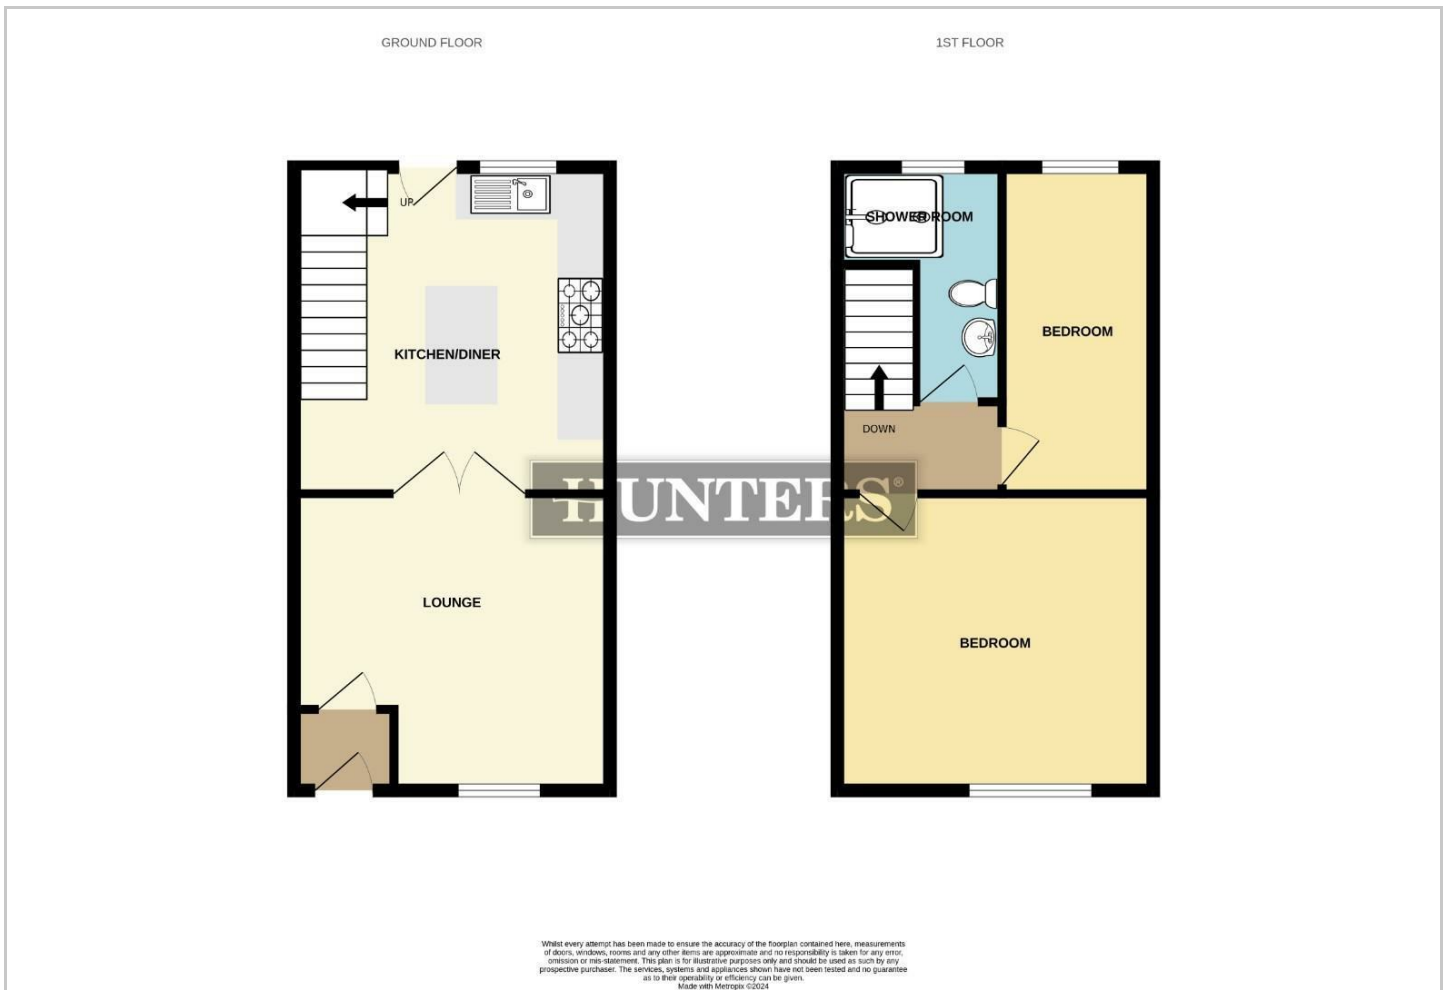 GROUND FLOOR
1ST FLOOR
UP
KITCHEN/DINER
LOUNGE
SHOWER ROOM
BEDROOM
DOWN
BEDROOM
HUNTERS®
Whilst every attempt has been made to ensure the accuracy of the floorplan contained here, measurements
of doors, windows, rooms and any other items are approximate and no responsibility is taken for any error,
omission or mis-statement. This plan is for illustrative purposes only and should be used as such by any
prospective purchaser. The services, systems and appliances shown have not been tested and no guarantee
as to their operability or efficiency can be given.
Made with Metropix ©2024